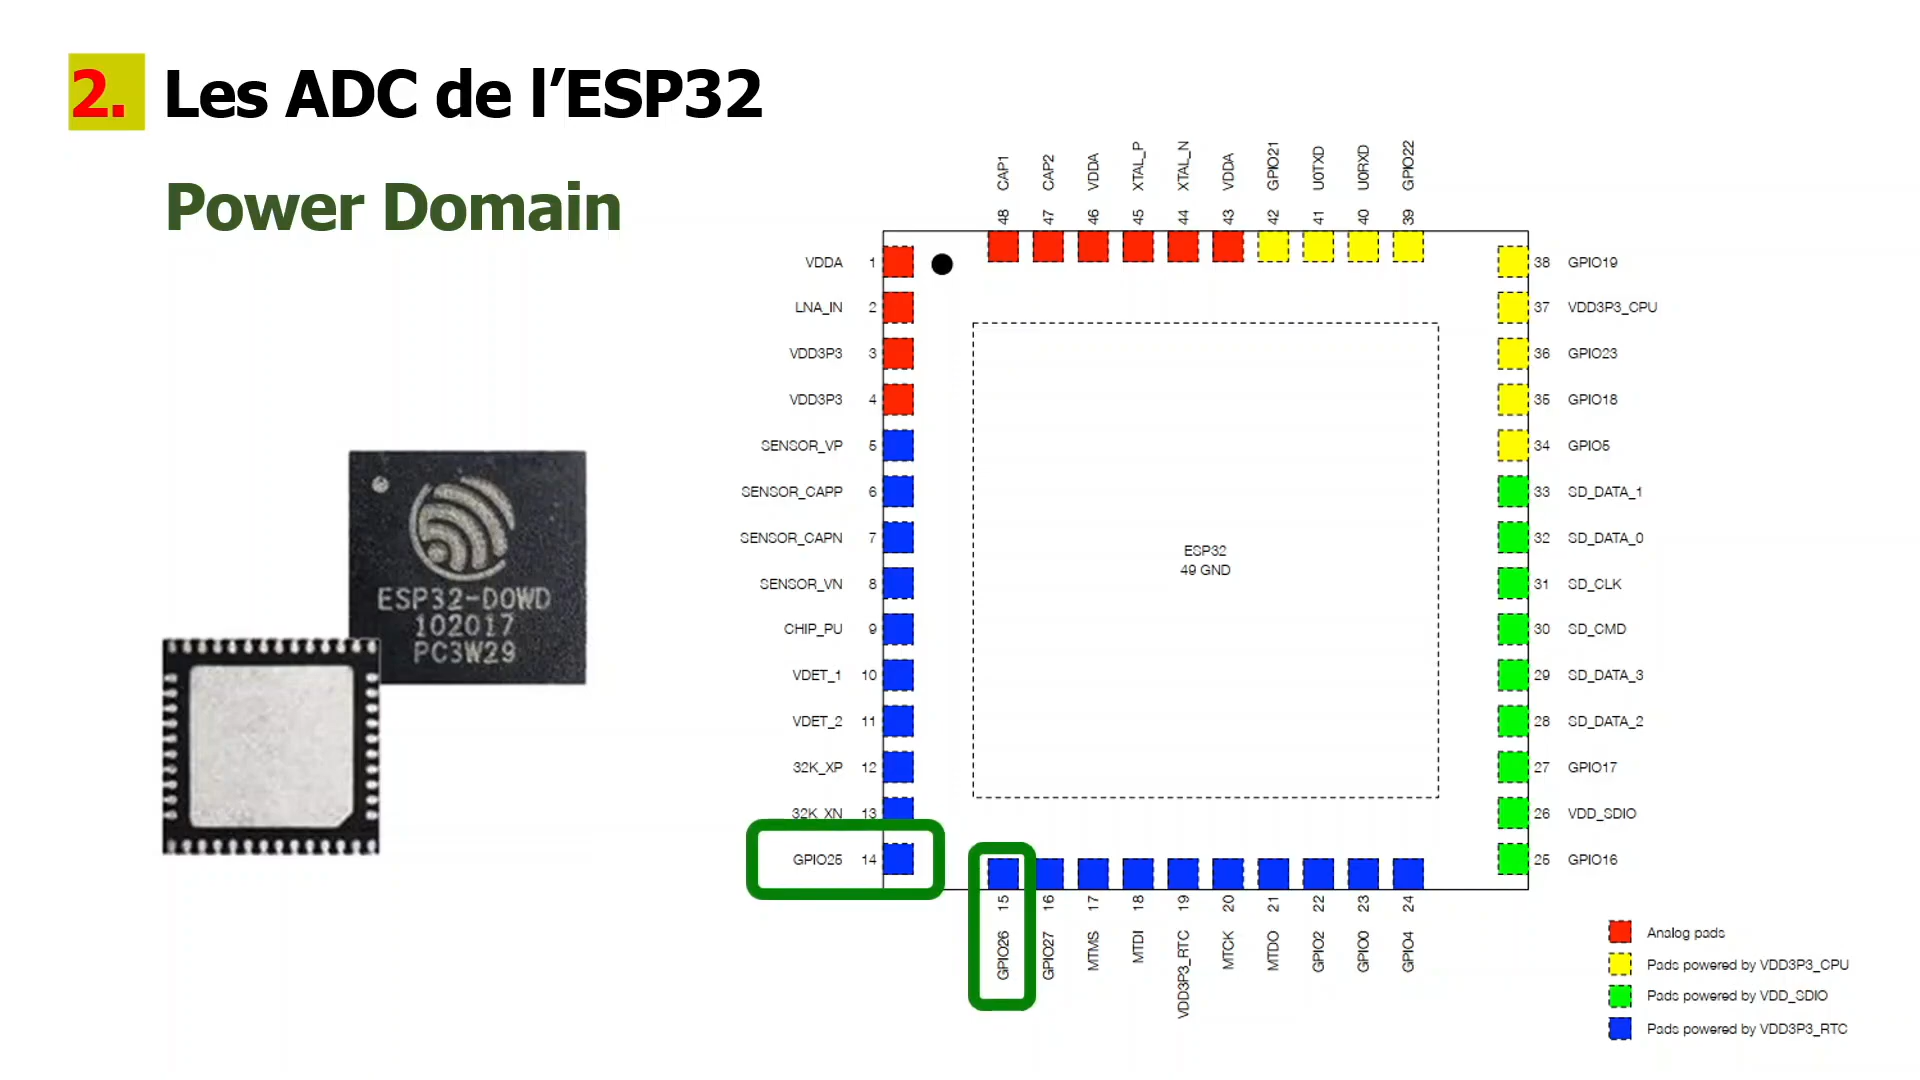 2. Les ADC de l’ESP32
Power Domain
CAP1
CAP2
VDDA
XTAL_P
XTAL_N
VDDA
GPIO21
U0TXD
U0RXD
GPIO22
48
47
46
45
44
43
42
41
40
39
VDDA 1
LNA_IN 2
VDD3P3 3
VDD3P3 4
SENSOR_VP 5
SENSOR_CAPP 6
SENSOR_CAPN 7
SENSOR_VN 8
CHIP_PU 9
VDET_1 10
VDET_2 11
32K_XP 12
32K_XN 13
GPIO25 14
38 GPIO19
37 VDD3P3_CPU
36 GPIO23
35 GPIO18
34 GPIO5
33 SD_DATA_1
32 SD_DATA_0
31 SD_CLK
30 SD_CMD
29 SD_DATA_3
28 SD_DATA_2
27 GPIO17
26 VDD_SDIO
25 GPIO16
ESP32
49 GND
ESP32-D0WD
102017
PC3W29
15
16
17
18
19
20
21
22
23
24
GPIO26
GPIO27
MTMS
MTDI
VDD3P3_RTC
MTCK
MTDO
GPIO2
GPIO0
GPIO4
Analog pads
Pads powered by VDD3P3_CPU
Pads powered by VDD_SDIO
Pads powered by VDD3P3_RTC